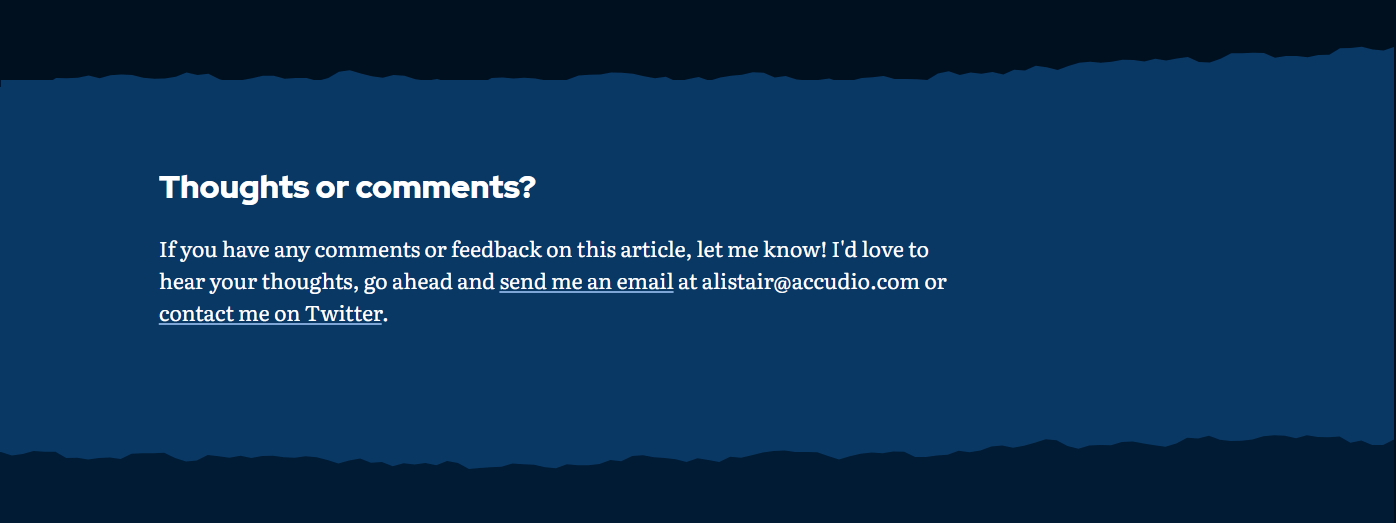 Thoughts or comments?
If you have any comments or feedback on this article, let me know! I'd love to
hear your thoughts, go ahead and send me an email at alistair@accudio.com or
contact me on Twitter.